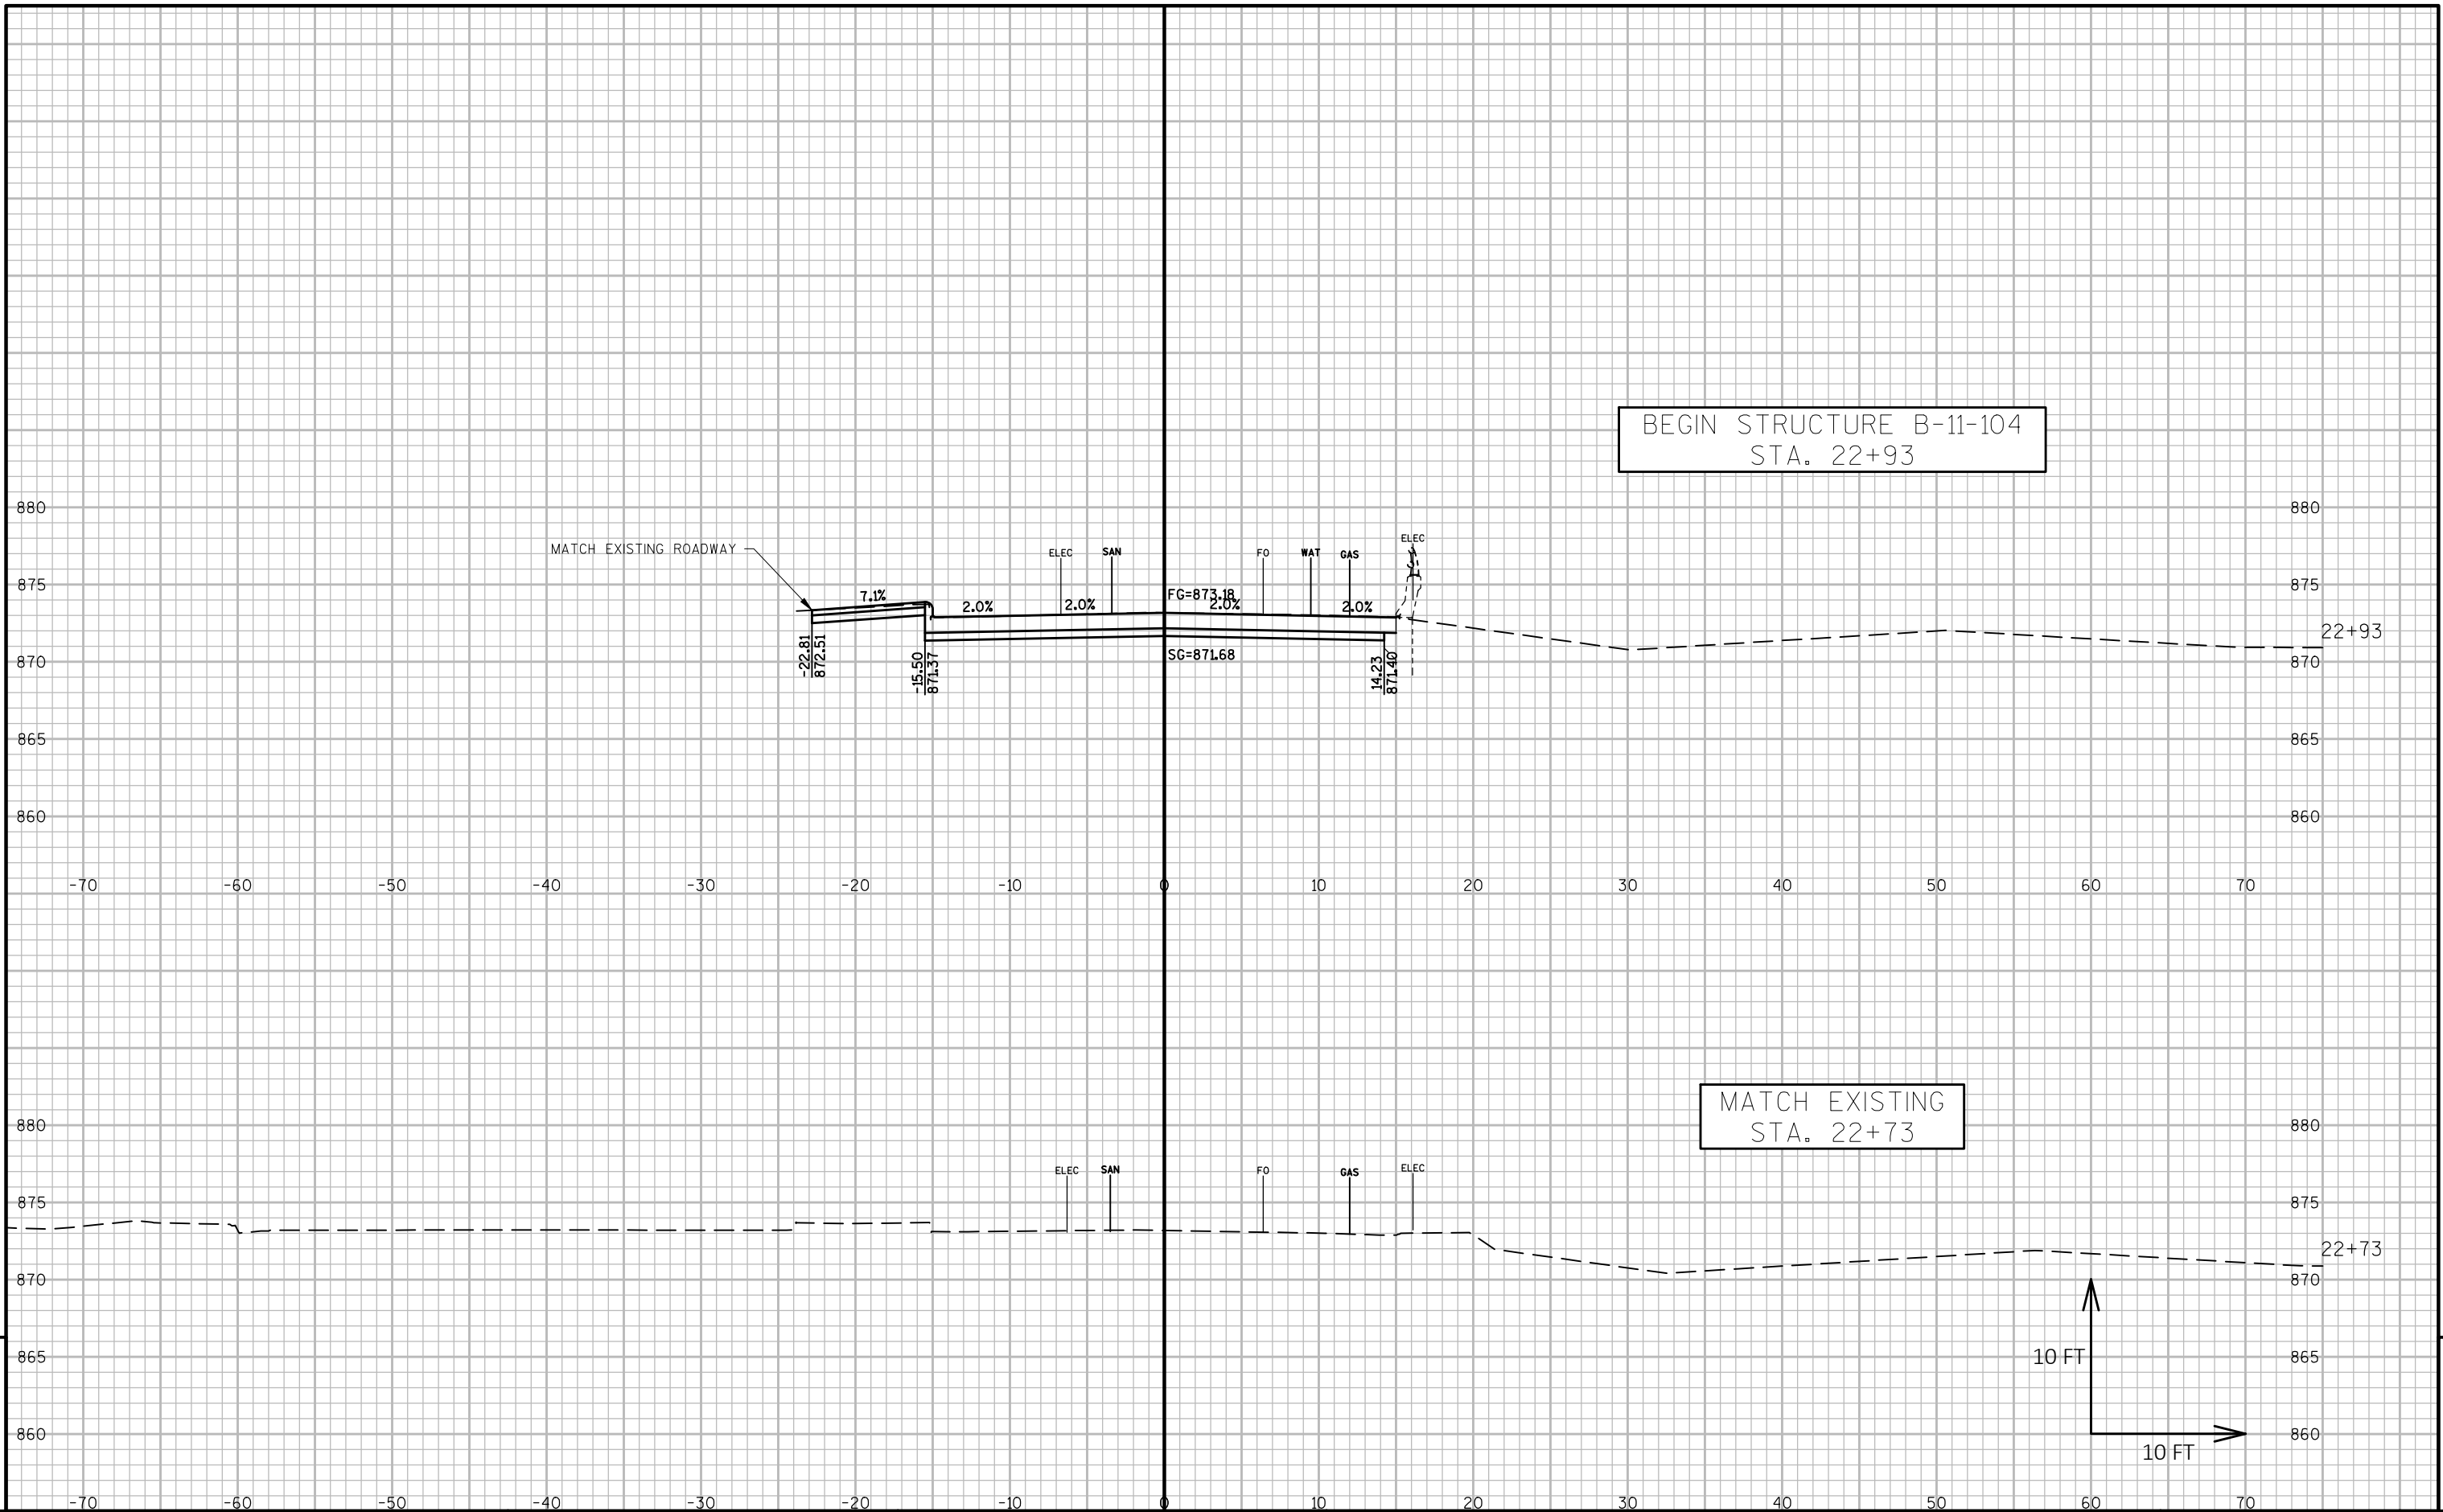 BEGIN STRUCTURE B-11-104
STA. 22+93
880 880
MATCH EXISTING ROADWAY
ELEC SAN FO WAT GAS ELEC
875 875
7.1% 2.0% 2.0% FG=873.18 2.0% 2.0%
22+93
870 SG=871.68 870
-22.81
872.51
-15.50
871.37
14.23
871.40
865 865
860 860
-70 -60 -50 -40 -30 -20 -10 0 10 20 30 40 50 60 70
MATCH EXISTING
STA. 22+73
880 880
ELEC SAN FO GAS ELEC
875 875
22+73
870 870
865 10 FT 865
860 860
10 FT
-70 -60 -50 -40 -30 -20 -10 0 10 20 30 40 50 60 70